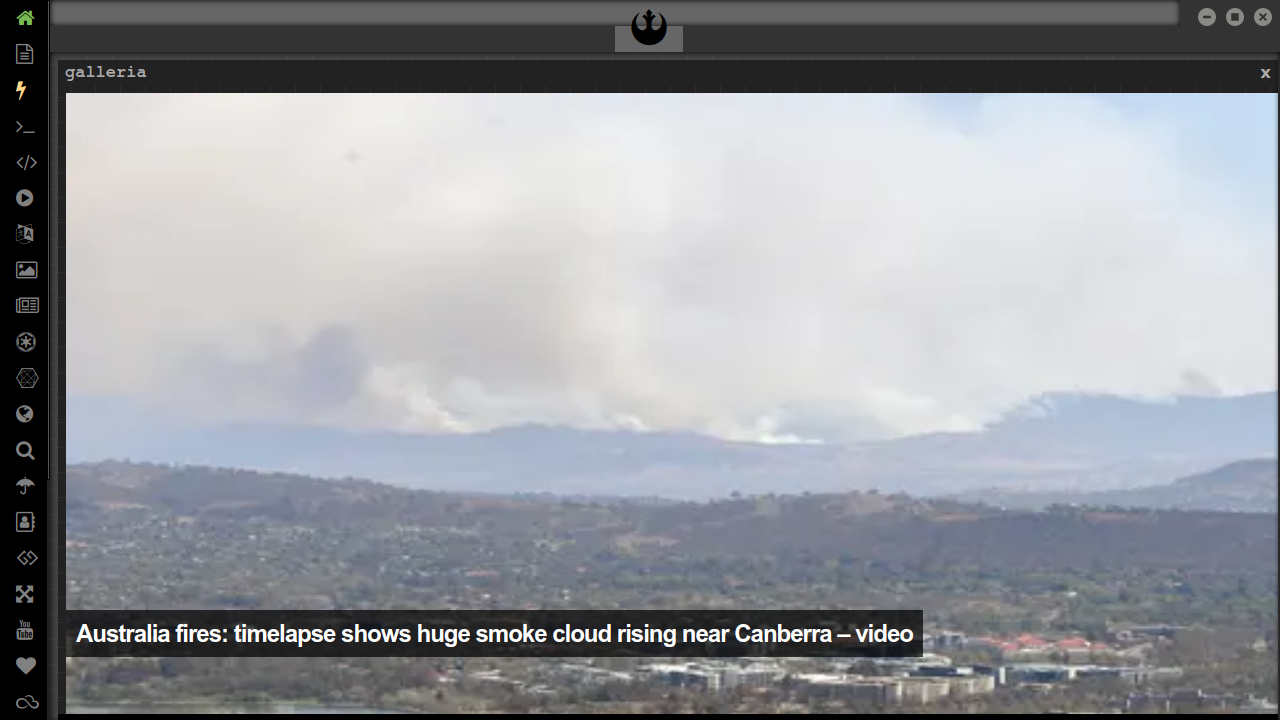 galleria
x
Australia fires: timelapse shows huge smoke cloud rising near Canberra – video
You
Tube